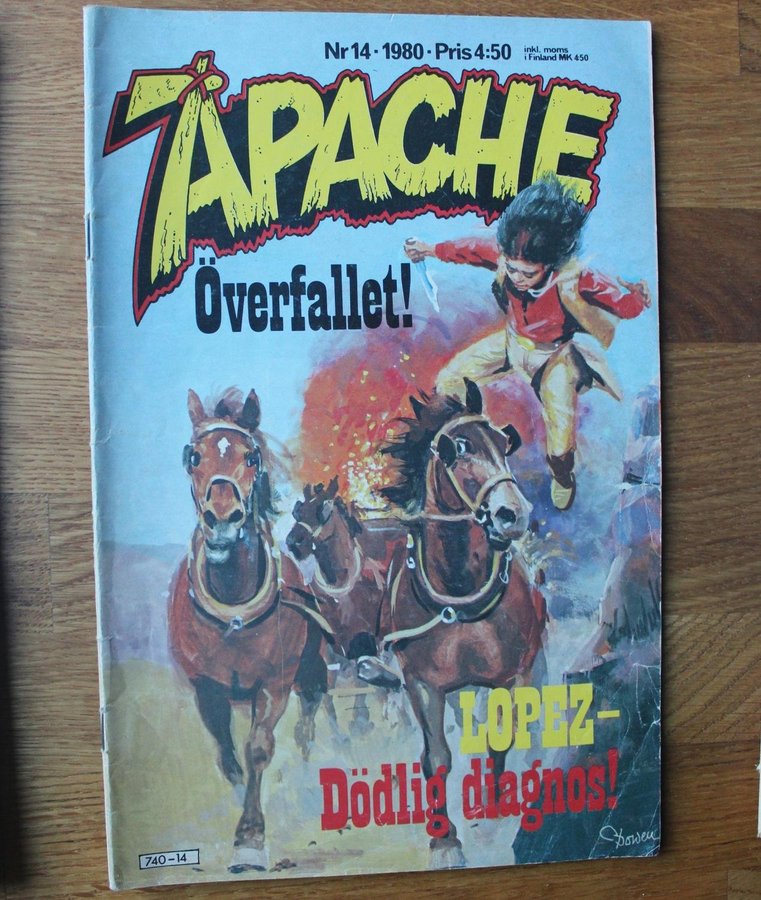 Nr 14 · 1980 · Pris 4:50 inkl. moms
i Finland MK 4.50
APACHE
Överfallet!
LOPEZ–
Dödlig diagnos!
740–14